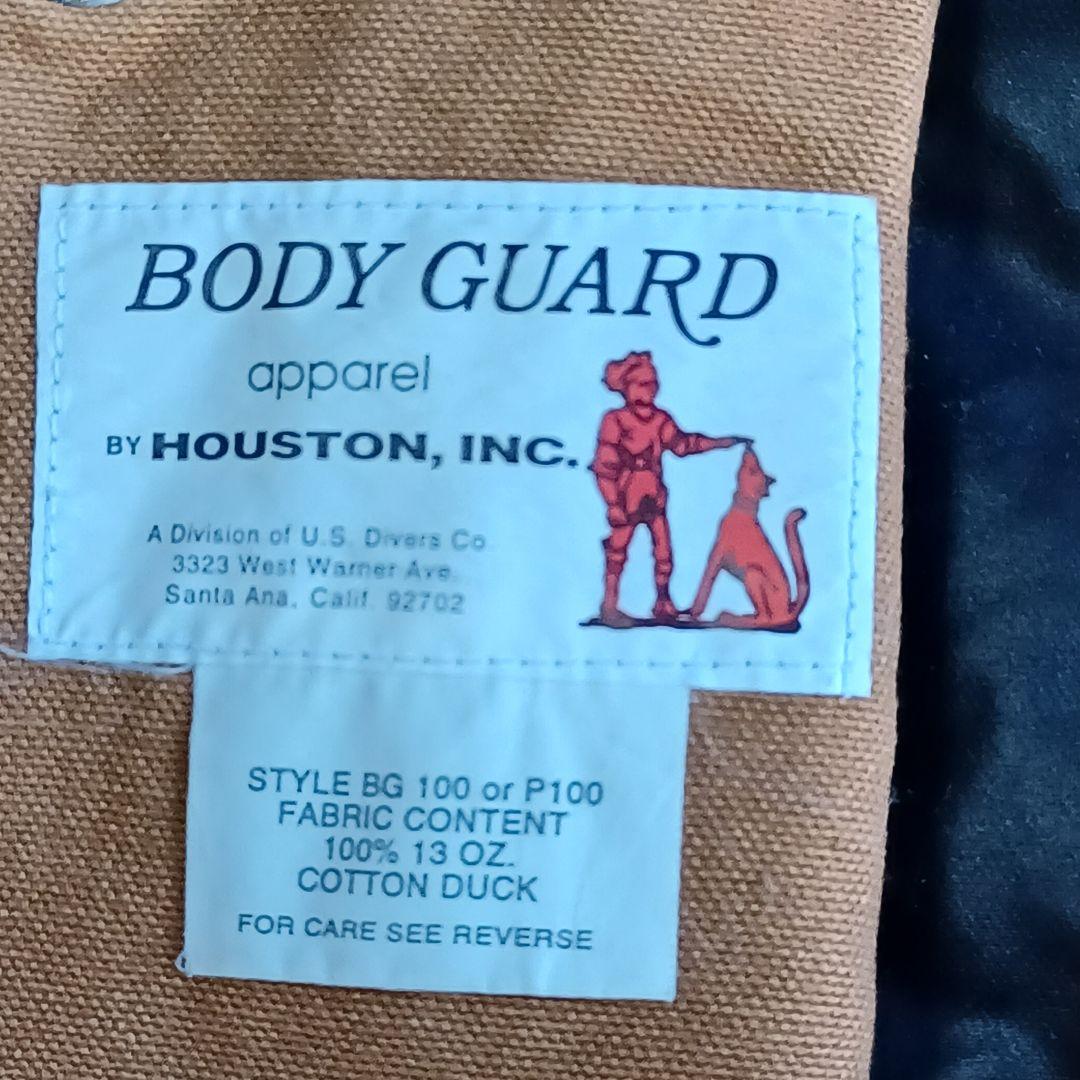 BODY GUARD
apparel
BY HOUSTON, INC.
A Division of U.S. Divers Co.
3323 West Warner Ave.
Santa Ana, Calif. 92702
STYLE BG 100 or P100
FABRIC CONTENT
100% 13 OZ.
COTTON DUCK
FOR CARE SEE REVERSE